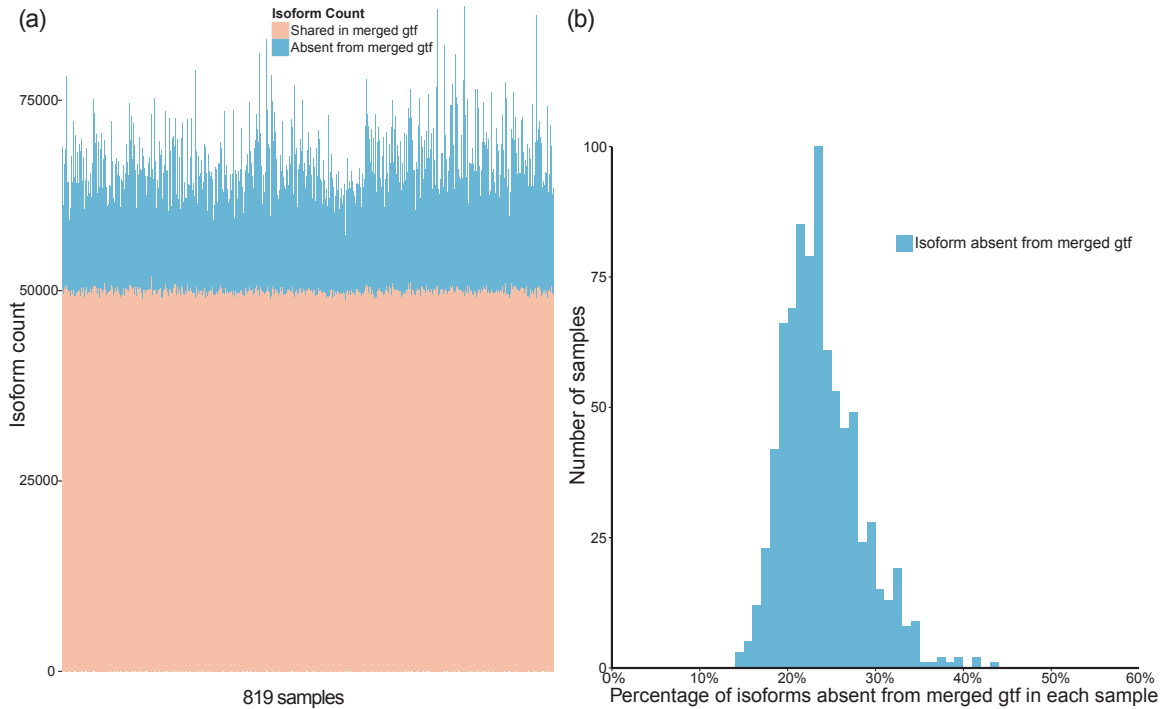 (a)
Isoform Count
Shared in merged gtf
Absent from merged gtf
75000
50000
25000
0
Isoform count
819 samples
(b)
100
75
50
25
0
Number of samples
Isoform absent from merged gtf
0%
10%
20%
30%
40%
50%
60%
Percentage of isoforms absent from merged gtf in each sample